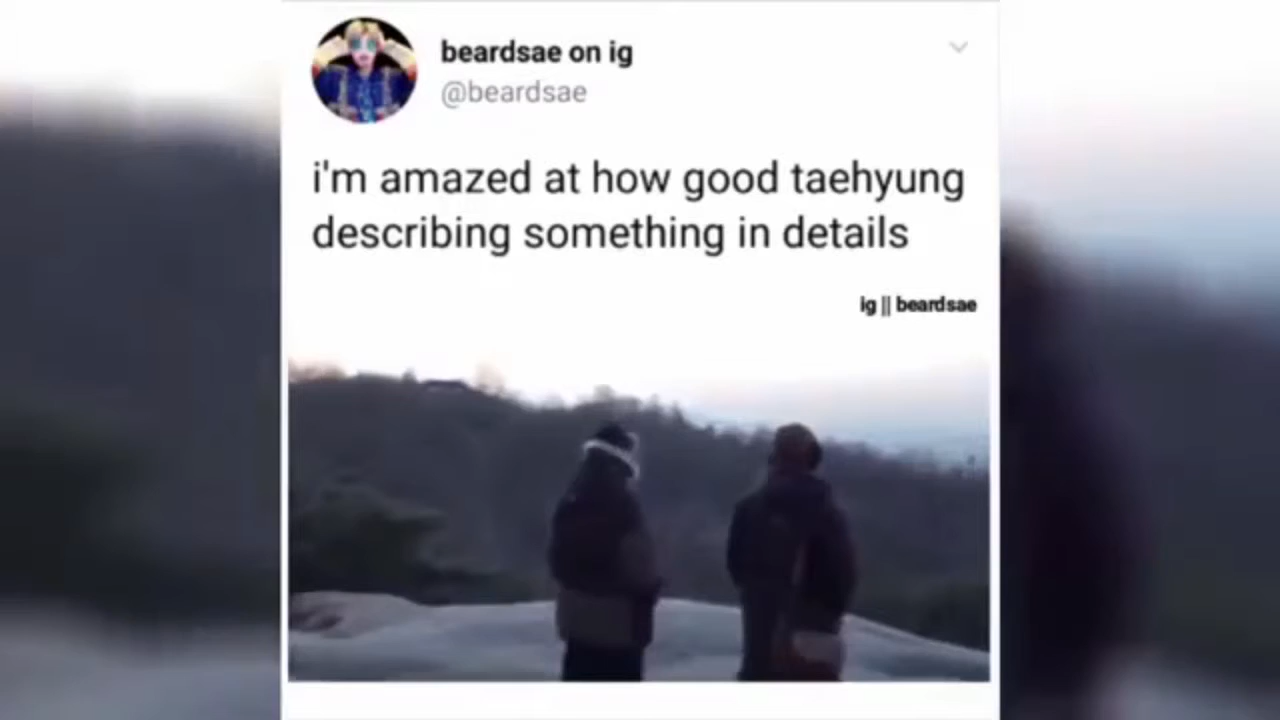 beardsae on ig
@beardsae
i'm amazed at how good taehyung
describing something in details
ig || beardsae